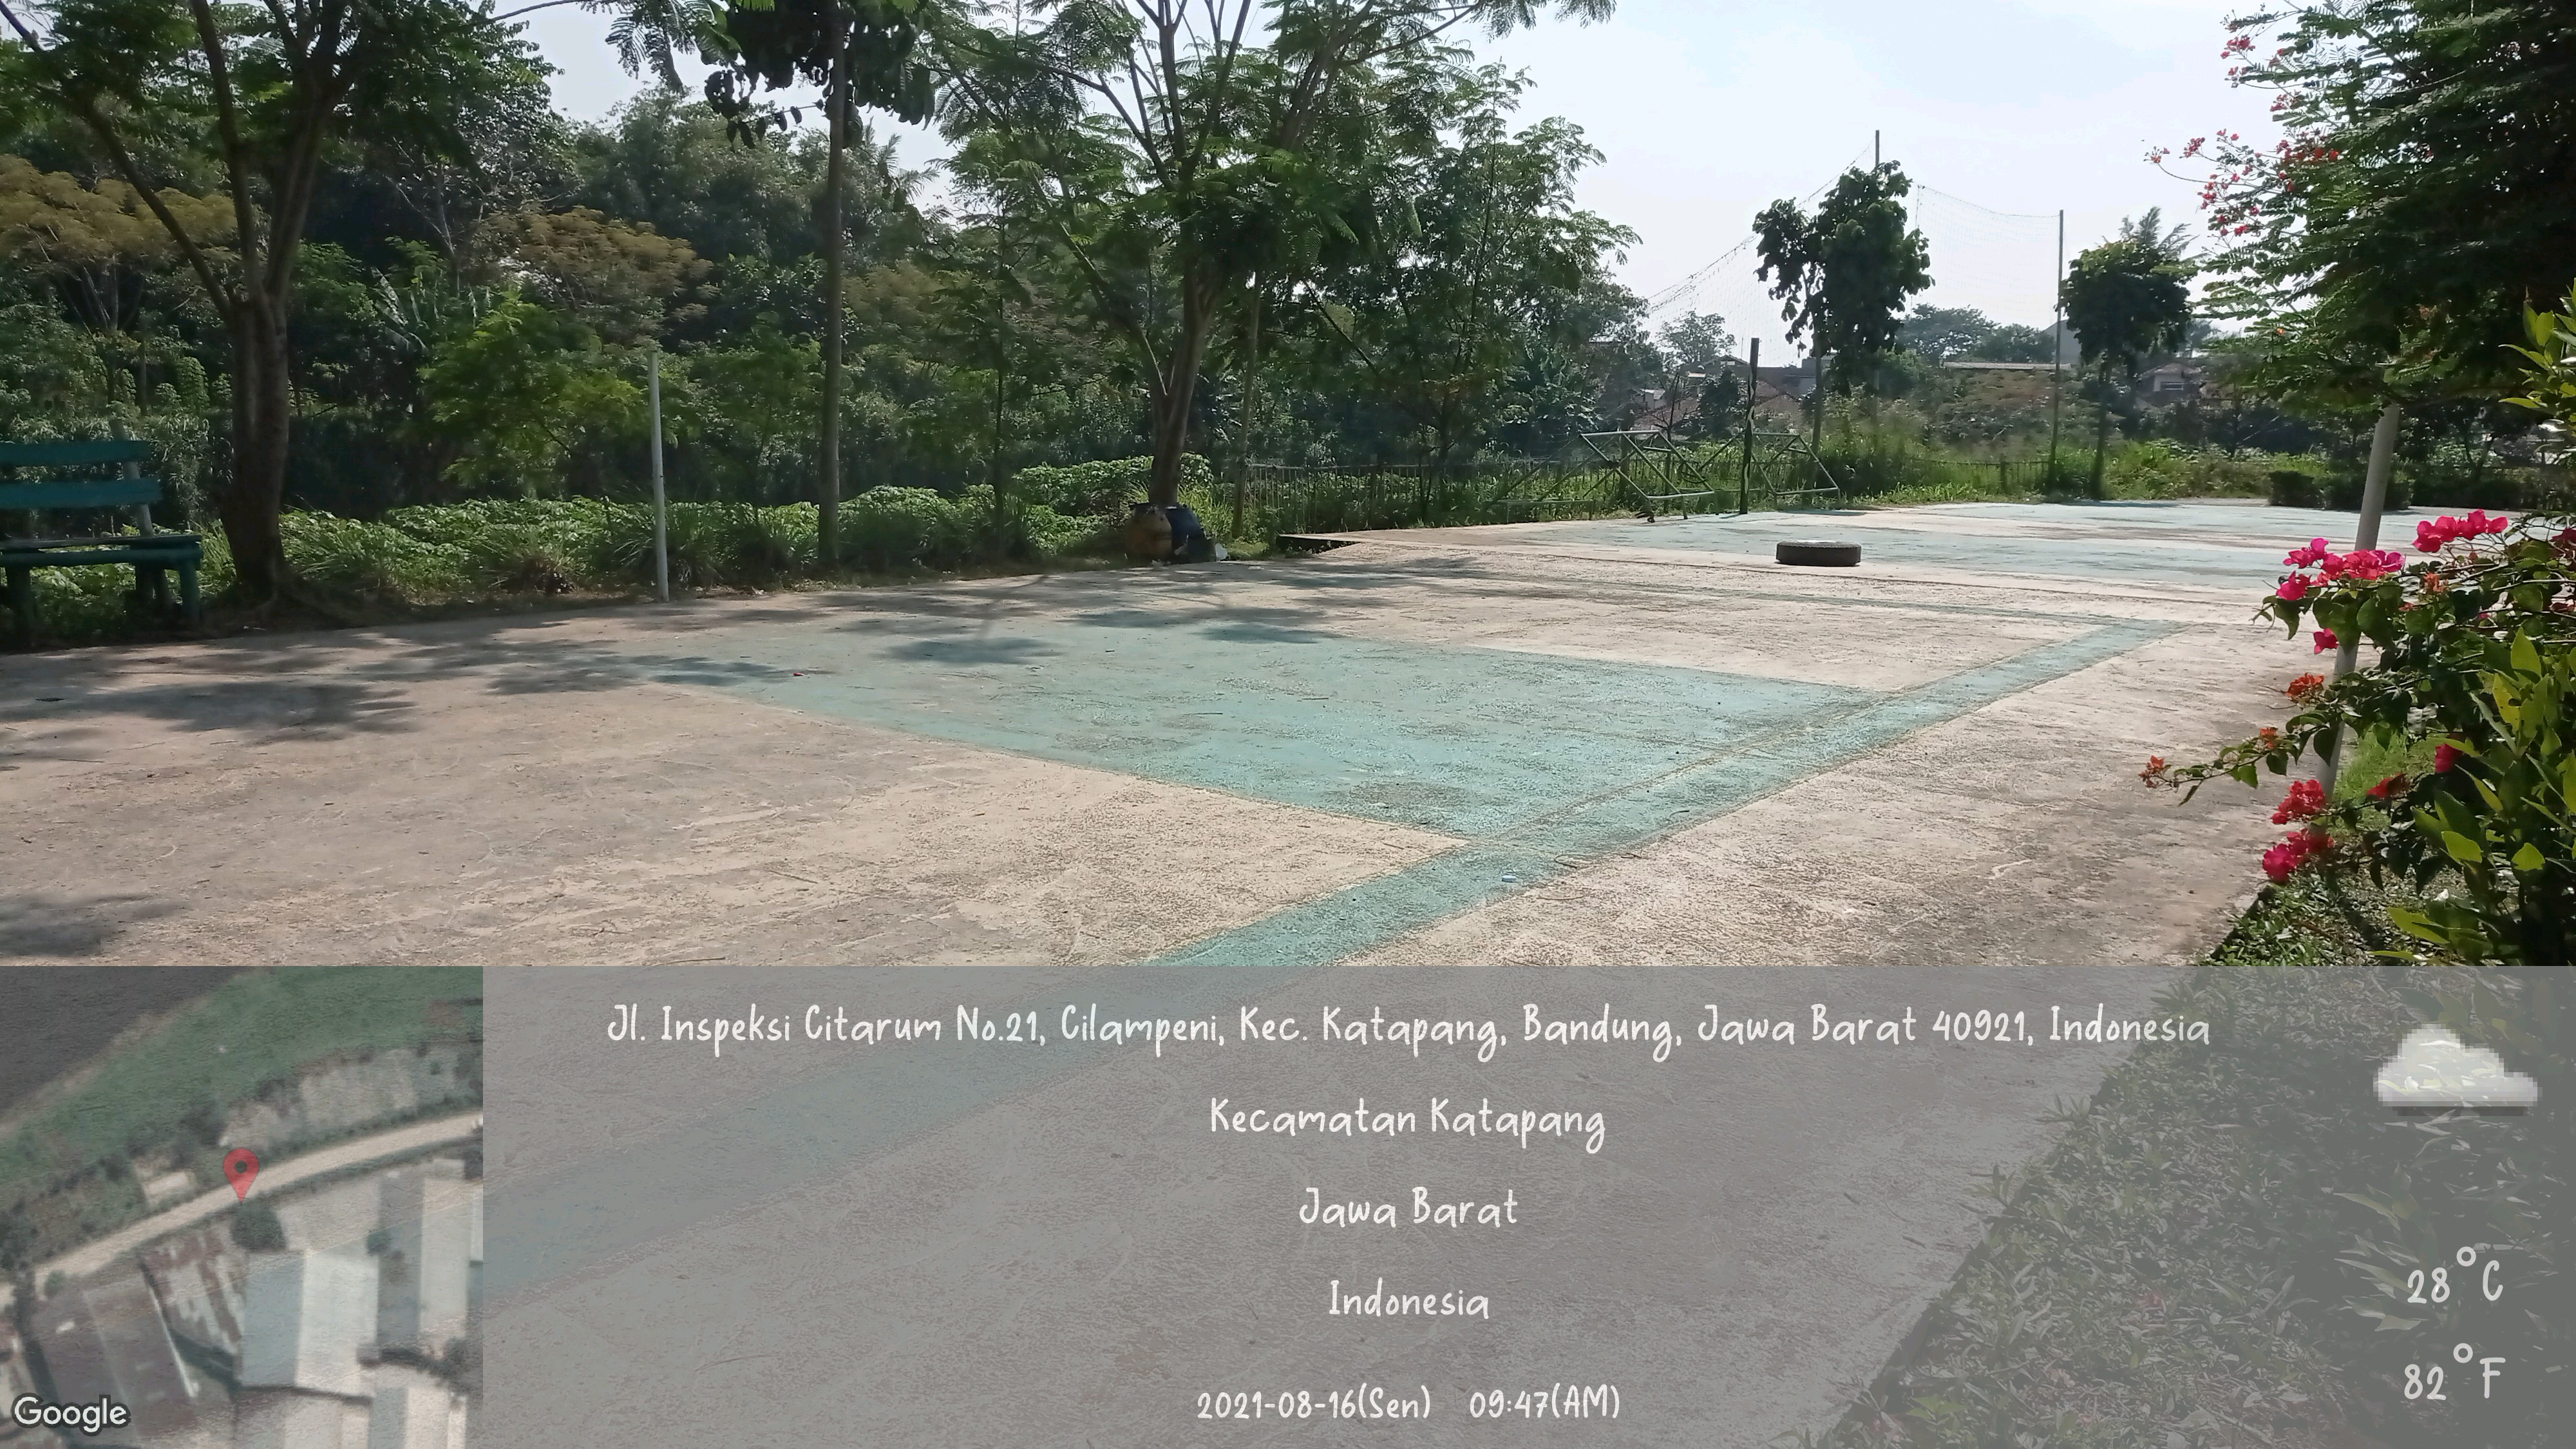 Jl. Inspeksi Citarum No.21, Cilampeni, Kec. Katapang, Bandung, Jawa Barat 40921, Indonesia
Kecamatan Katapang
Jawa Barat
Indonesia
2021-08-16(Sen) 09:47(AM)
28°C
82°F
Google